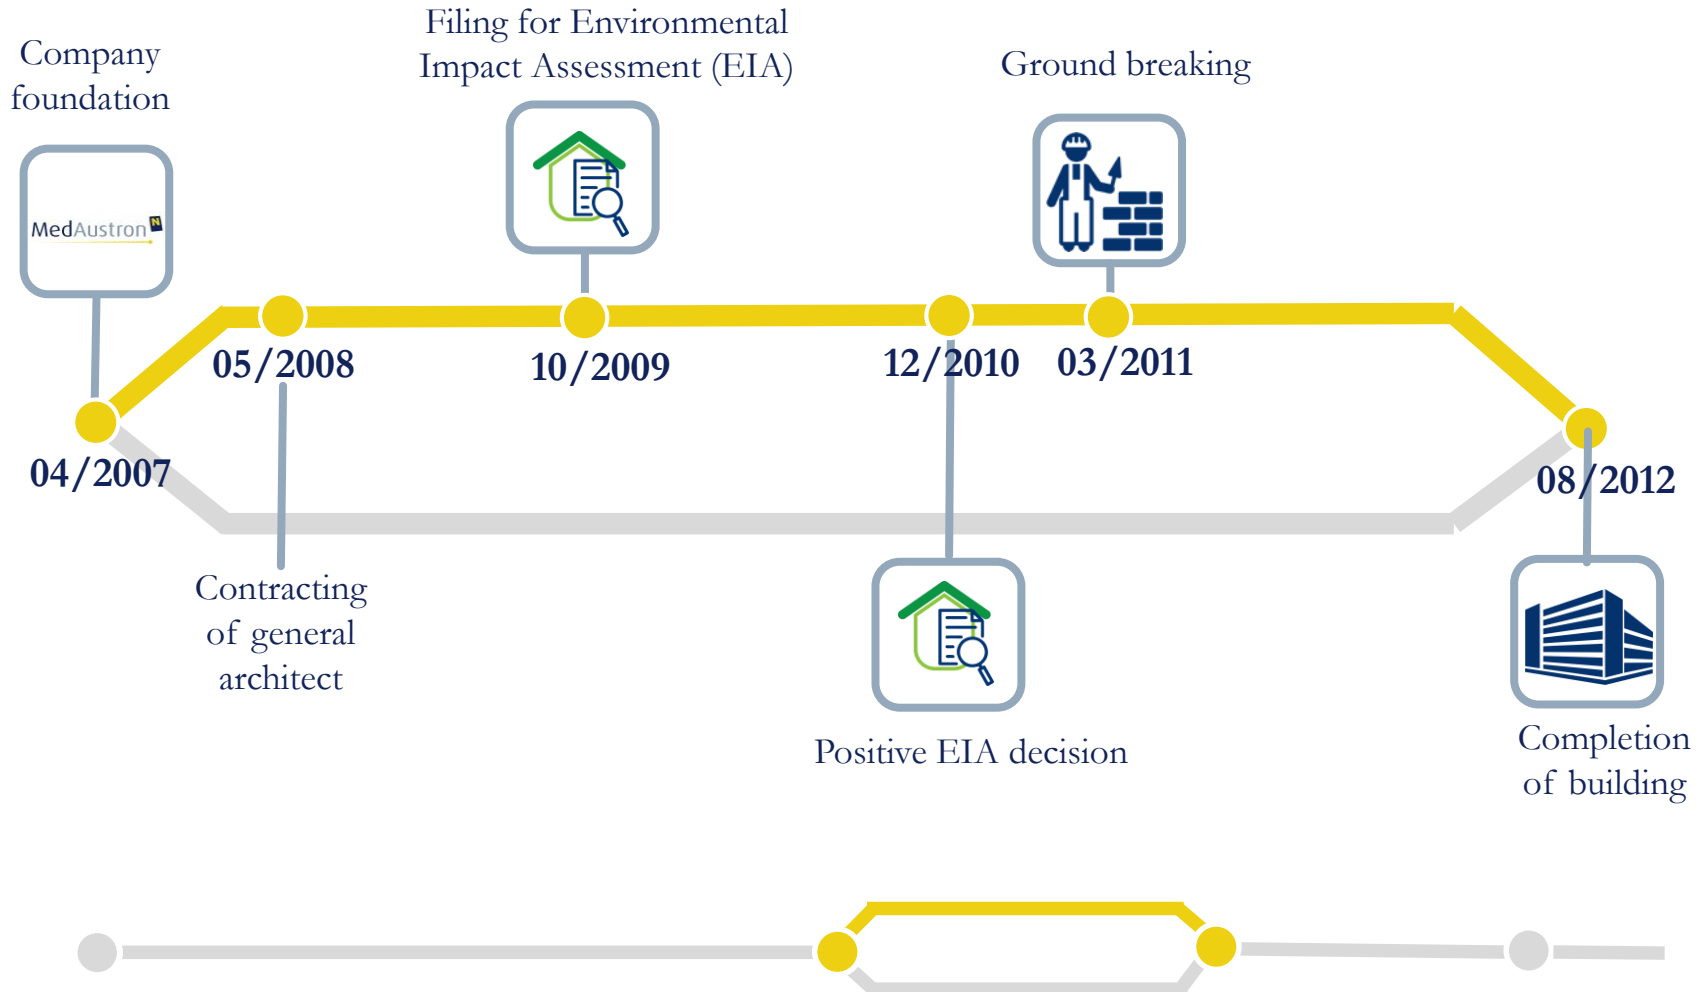 Company
foundation
Filing for Environmental
Impact Assessment (EIA)
Ground breaking
MedAustron N
05/2008
10/2009
12/2010
03/2011
04/2007
08/2012
Contracting
of general
architect
Positive EIA decision
Completion
of building